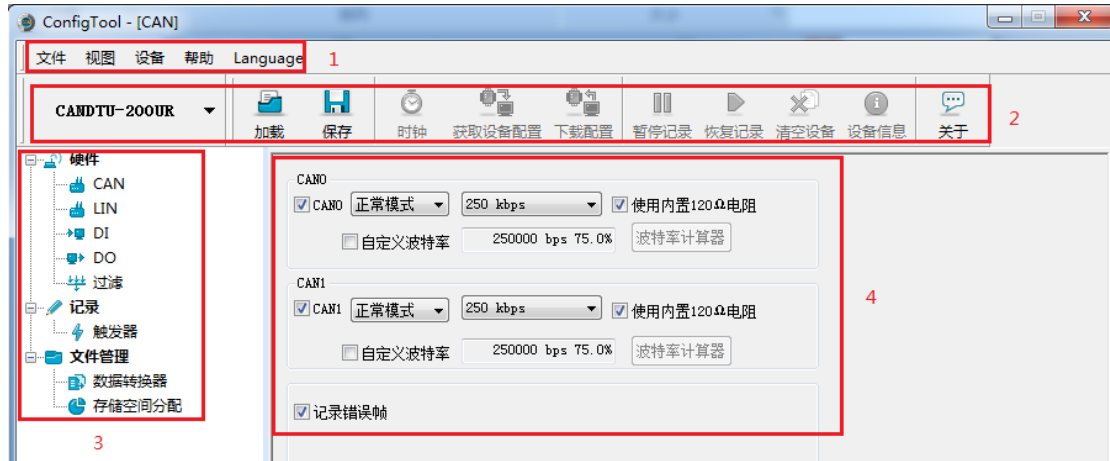 ConfigTool - [CAN]
文件 视图 设备 帮助 Language 1
CANDTU-200UR 加载 保存 时钟 获取设备配置 下载配置 暂停记录 恢复记录 清空设备 设备信息 关于 2
硬件
CAN
LIN
DI
DO
过滤
记录
触发器
文件管理
数据转换器
存储空间分配
3
CAN0
CAN0 正常模式 250 kbps 使用内置120Ω电阻
自定义波特率 250000 bps 75.0% 波特率计算器
CAN1
CAN1 正常模式 250 kbps 使用内置120Ω电阻
自定义波特率 250000 bps 75.0% 波特率计算器
记录错误帧
4